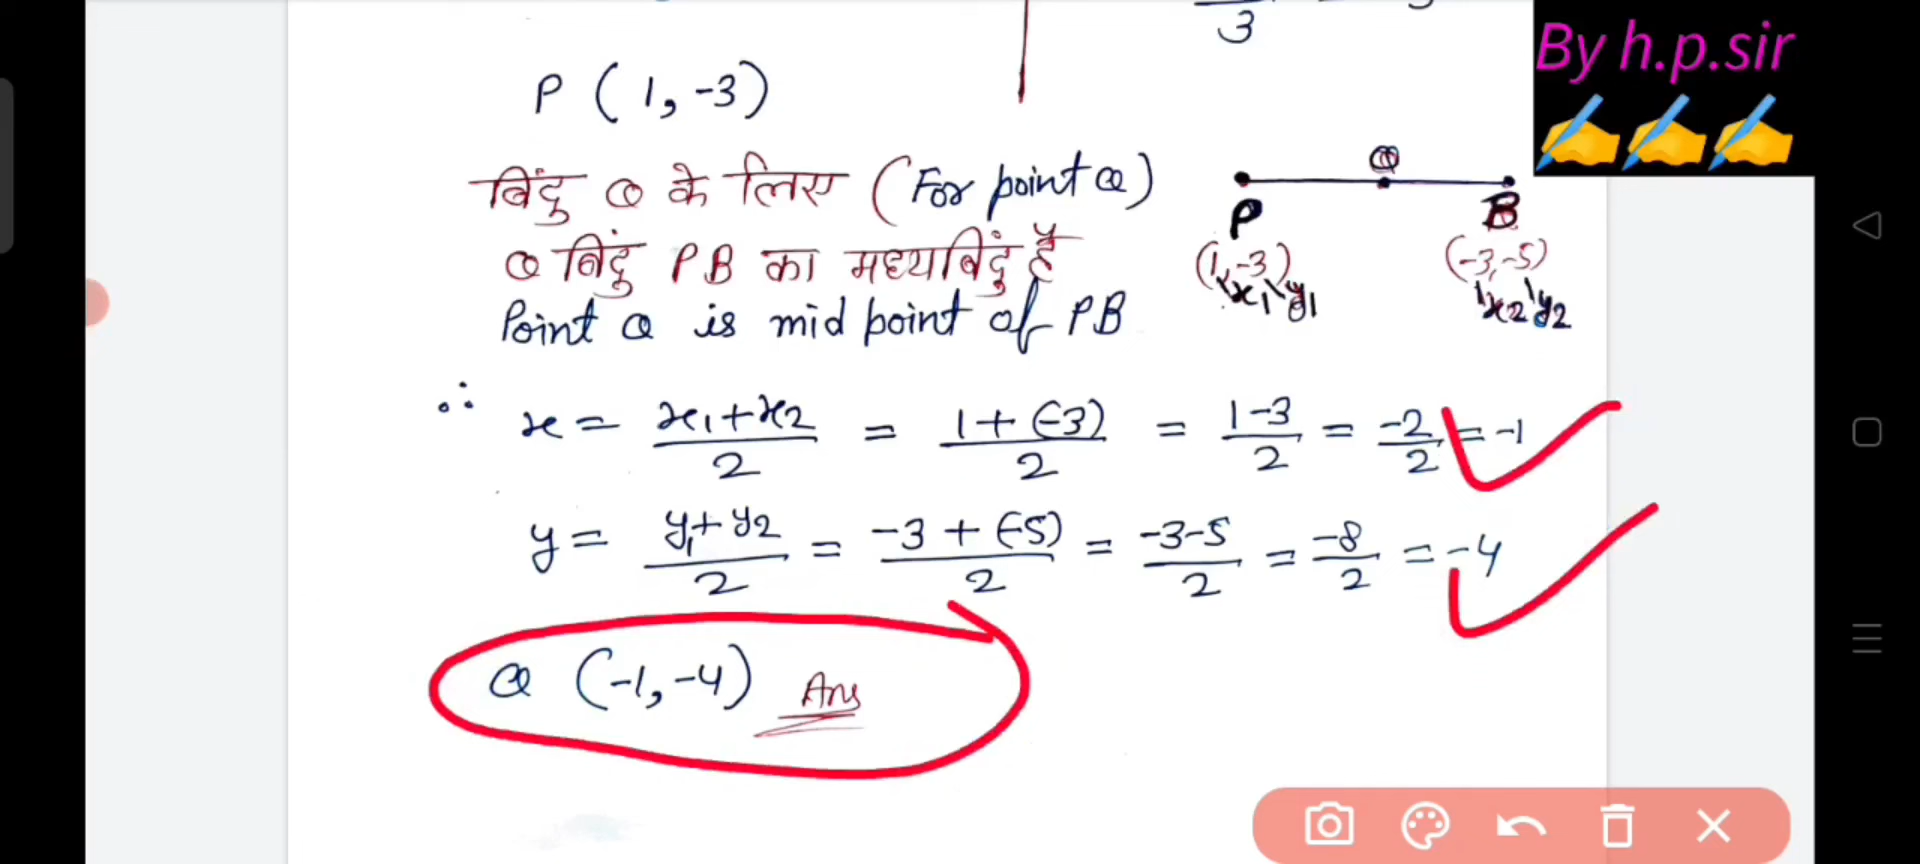 3
By h.p.sir
P (1, -3)
बिंदु Q के लिए (For point Q)
Q बिंदु PB का मध्यबिंदु है
Point Q is mid point of PB
Q
P B
(1, -3) (-3, -5)
x1 y1 x2 y2
∴ x = x1+x2/2 = 1+(-3)/2 = 1-3/2 = -2/2 = -1
y = y1+y2/2 = -3+(-5)/2 = -3-5/2 = -8/2 = -4
Q (-1, -4) Ans